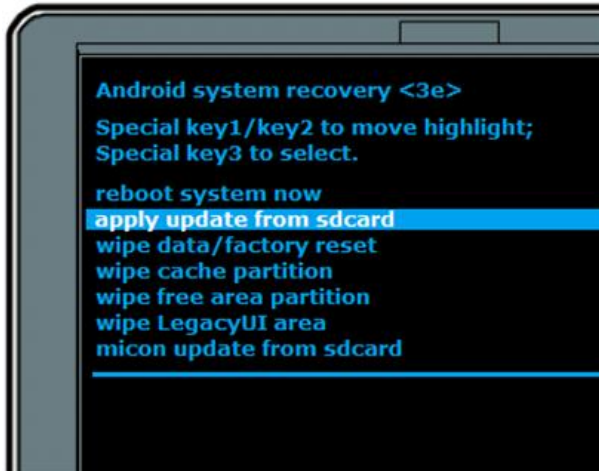 Android system recovery <3e>
Special key1/key2 to move highlight;
Special key3 to select.
reboot system now
apply update from sdcard
wipe data/factory reset
wipe cache partition
wipe free area partition
wipe LegacyUI area
micon update from sdcard